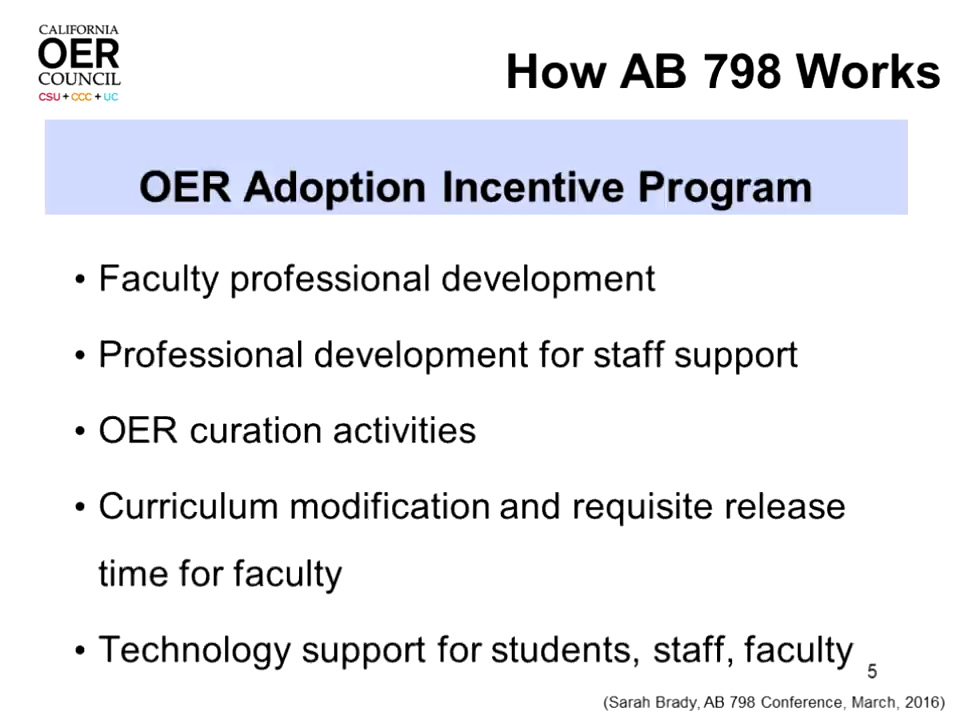 CALIFORNIA
OER
COUNCIL
CSU + CCC + UC
How AB 798 Works
OER Adoption Incentive Program
• Faculty professional development
• Professional development for staff support
• OER curation activities
• Curriculum modification and requisite release
time for faculty
• Technology support for students, staff, faculty
5
(Sarah Brady, AB 798 Conference, March, 2016)